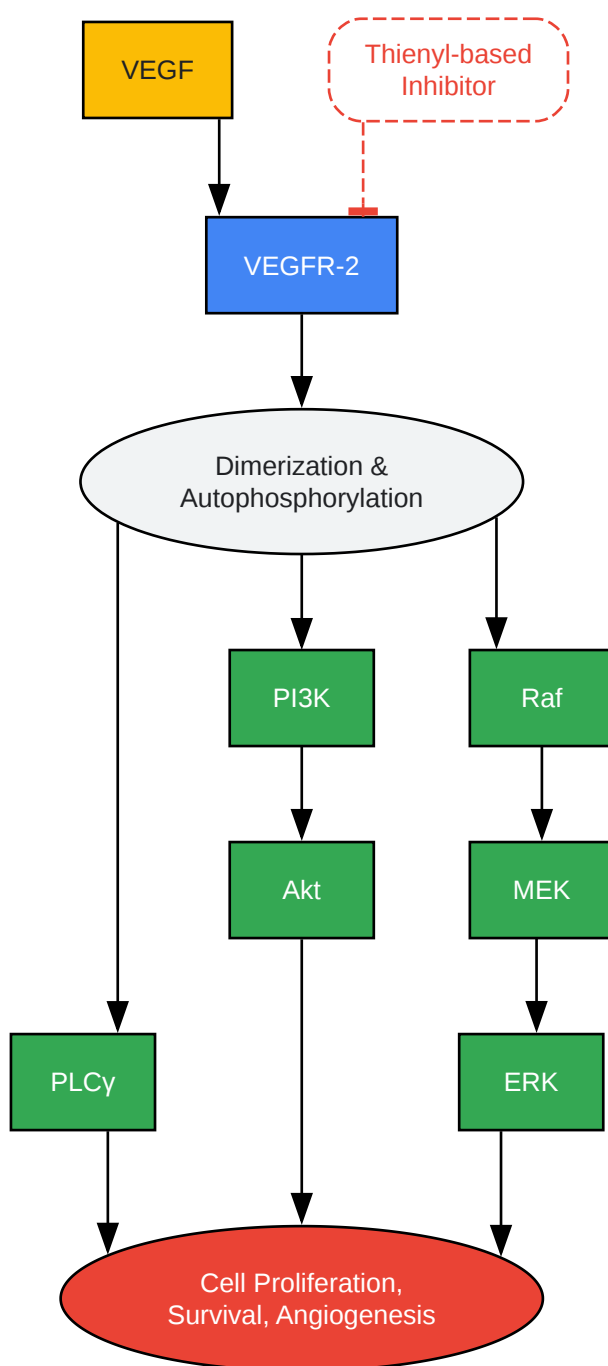 VEGF
Thienyl-based
Inhibitor
VEGFR-2
Dimerization &
Autophosphorylation
PI3K
Raf
Akt
MEK
PLCγ
ERK
Cell Proliferation,
Survival, Angiogenesis